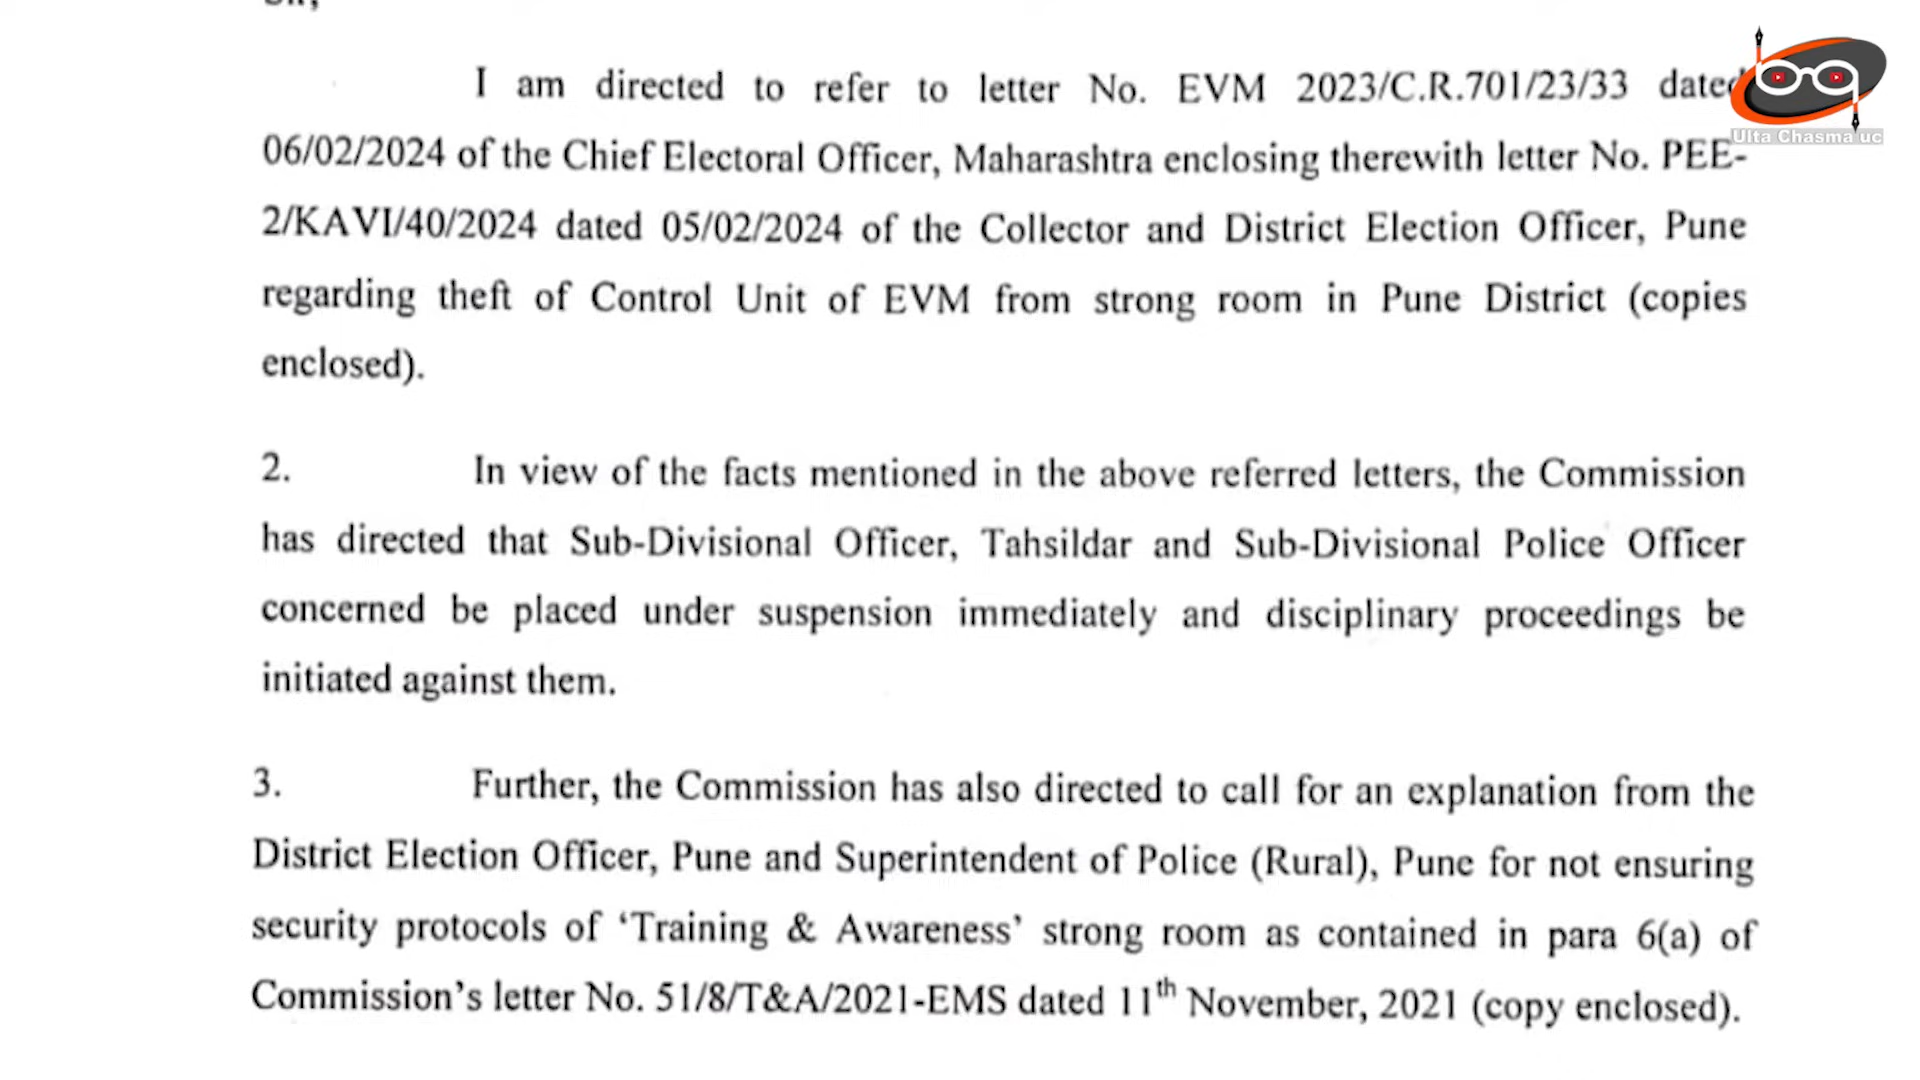 Sir,
I am directed to refer to letter No. EVM 2023/C.R.701/23/33 dated
06/02/2024 of the Chief Electoral Officer, Maharashtra enclosing therewith letter No. PEE-
2/KAVI/40/2024 dated 05/02/2024 of the Collector and District Election Officer, Pune
regarding theft of Control Unit of EVM from strong room in Pune District (copies
enclosed).
2. In view of the facts mentioned in the above referred letters, the Commission
has directed that Sub-Divisional Officer, Tahsildar and Sub-Divisional Police Officer
concerned be placed under suspension immediately and disciplinary proceedings be
initiated against them.
3. Further, the Commission has also directed to call for an explanation from the
District Election Officer, Pune and Superintendent of Police (Rural), Pune for not ensuring
security protocols of ‘Training & Awareness’ strong room as contained in para 6(a) of
Commission’s letter No. 51/8/T&A/2021-EMS dated 11th November, 2021 (copy enclosed).
Ulta Chasma uc